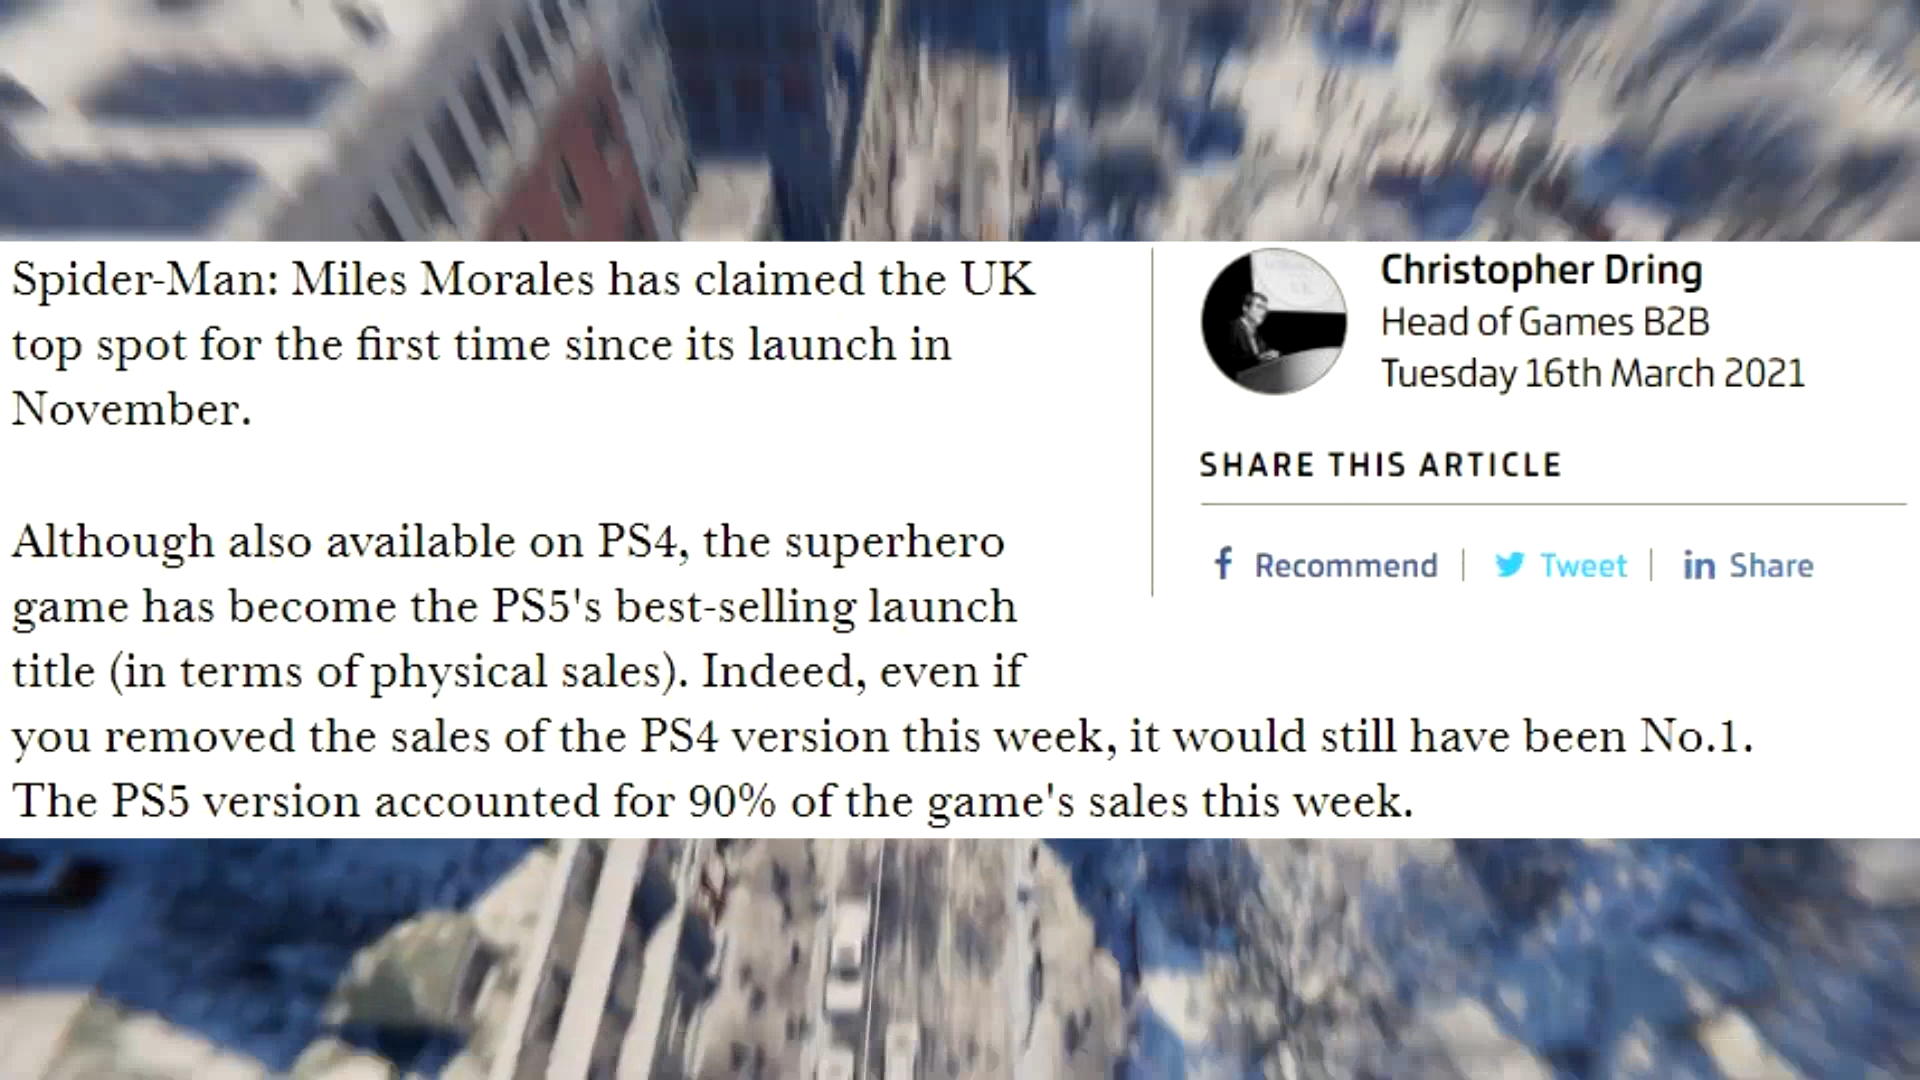 Spider-Man: Miles Morales has claimed the UK
top spot for the first time since its launch in
November.
Although also available on PS4, the superhero
game has become the PS5's best-selling launch
title (in terms of physical sales). Indeed, even if
you removed the sales of the PS4 version this week, it would still have been No.1.
The PS5 version accounted for 90% of the game's sales this week.
Christopher Dring
Head of Games B2B
Tuesday 16th March 2021
SHARE THIS ARTICLE
f Recommend | Tweet | in Share